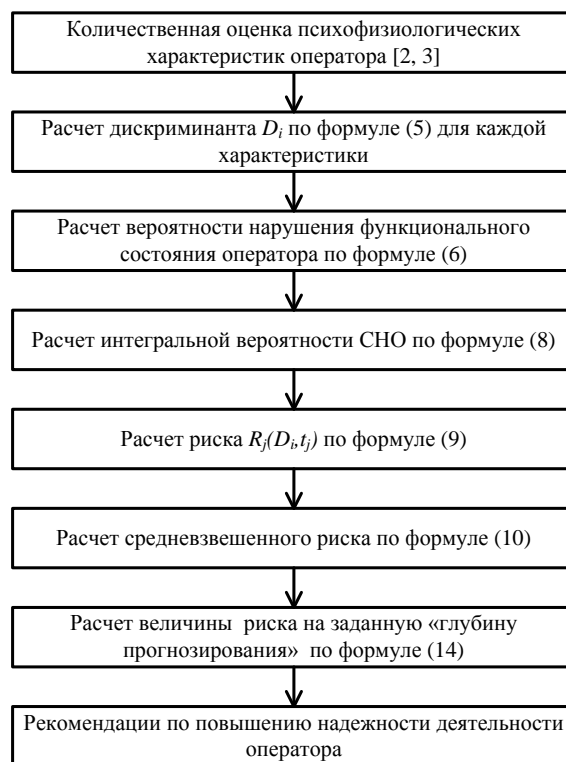 Количественная оценка психофизиологических
характеристик оператора [2, 3]
Расчет дискриминанта Di по формуле (5) для каждой
характеристики
Расчет вероятности нарушения функционального
состояния оператора по формуле (6)
Расчет интегральной вероятности СНО по формуле (8)
Расчет риска Rj(Di,tj) по формуле (9)
Расчет средневзвешенного риска по формуле (10)
Расчет величины риска на заданную «глубину
прогнозирования» по формуле (14)
Рекомендации по повышению надежности деятельности
оператора